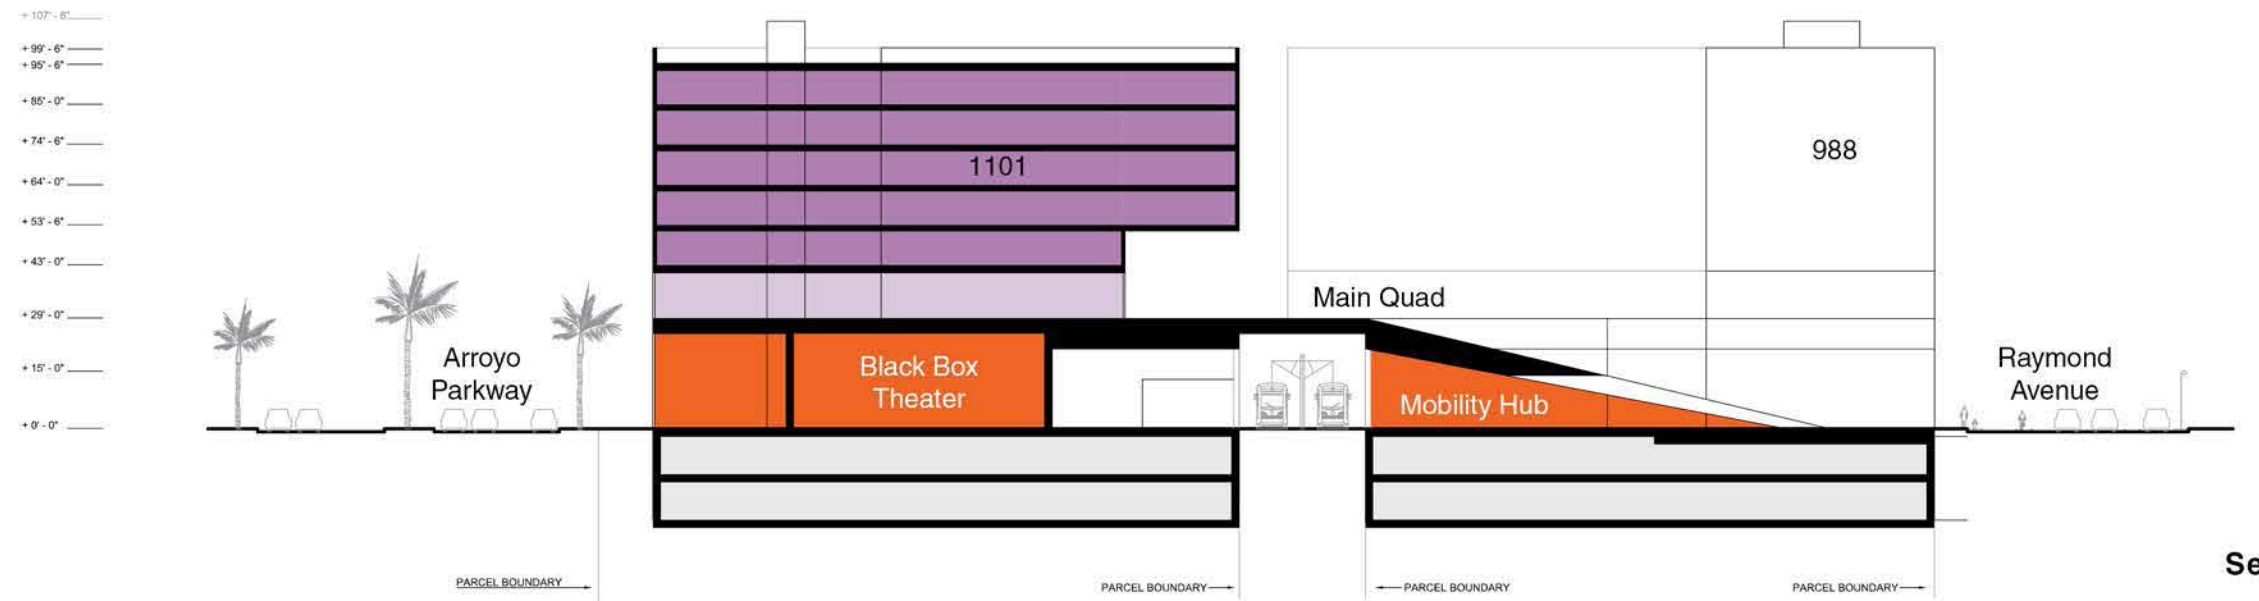 + 107' - 6"
+ 99' - 6"
+ 95' - 6"
+ 85' - 0"
+ 74' - 6"
+ 64' - 0"
+ 53' - 6"
+ 43' - 0"
+ 29' - 0"
+ 15' - 0"
+ 0' - 0"
1101
988
Main Quad
Arroyo
Parkway
Black Box
Theater
Mobility Hub
Raymond
Avenue
Se
PARCEL BOUNDARY
PARCEL BOUNDARY
PARCEL BOUNDARY
PARCEL BOUNDARY